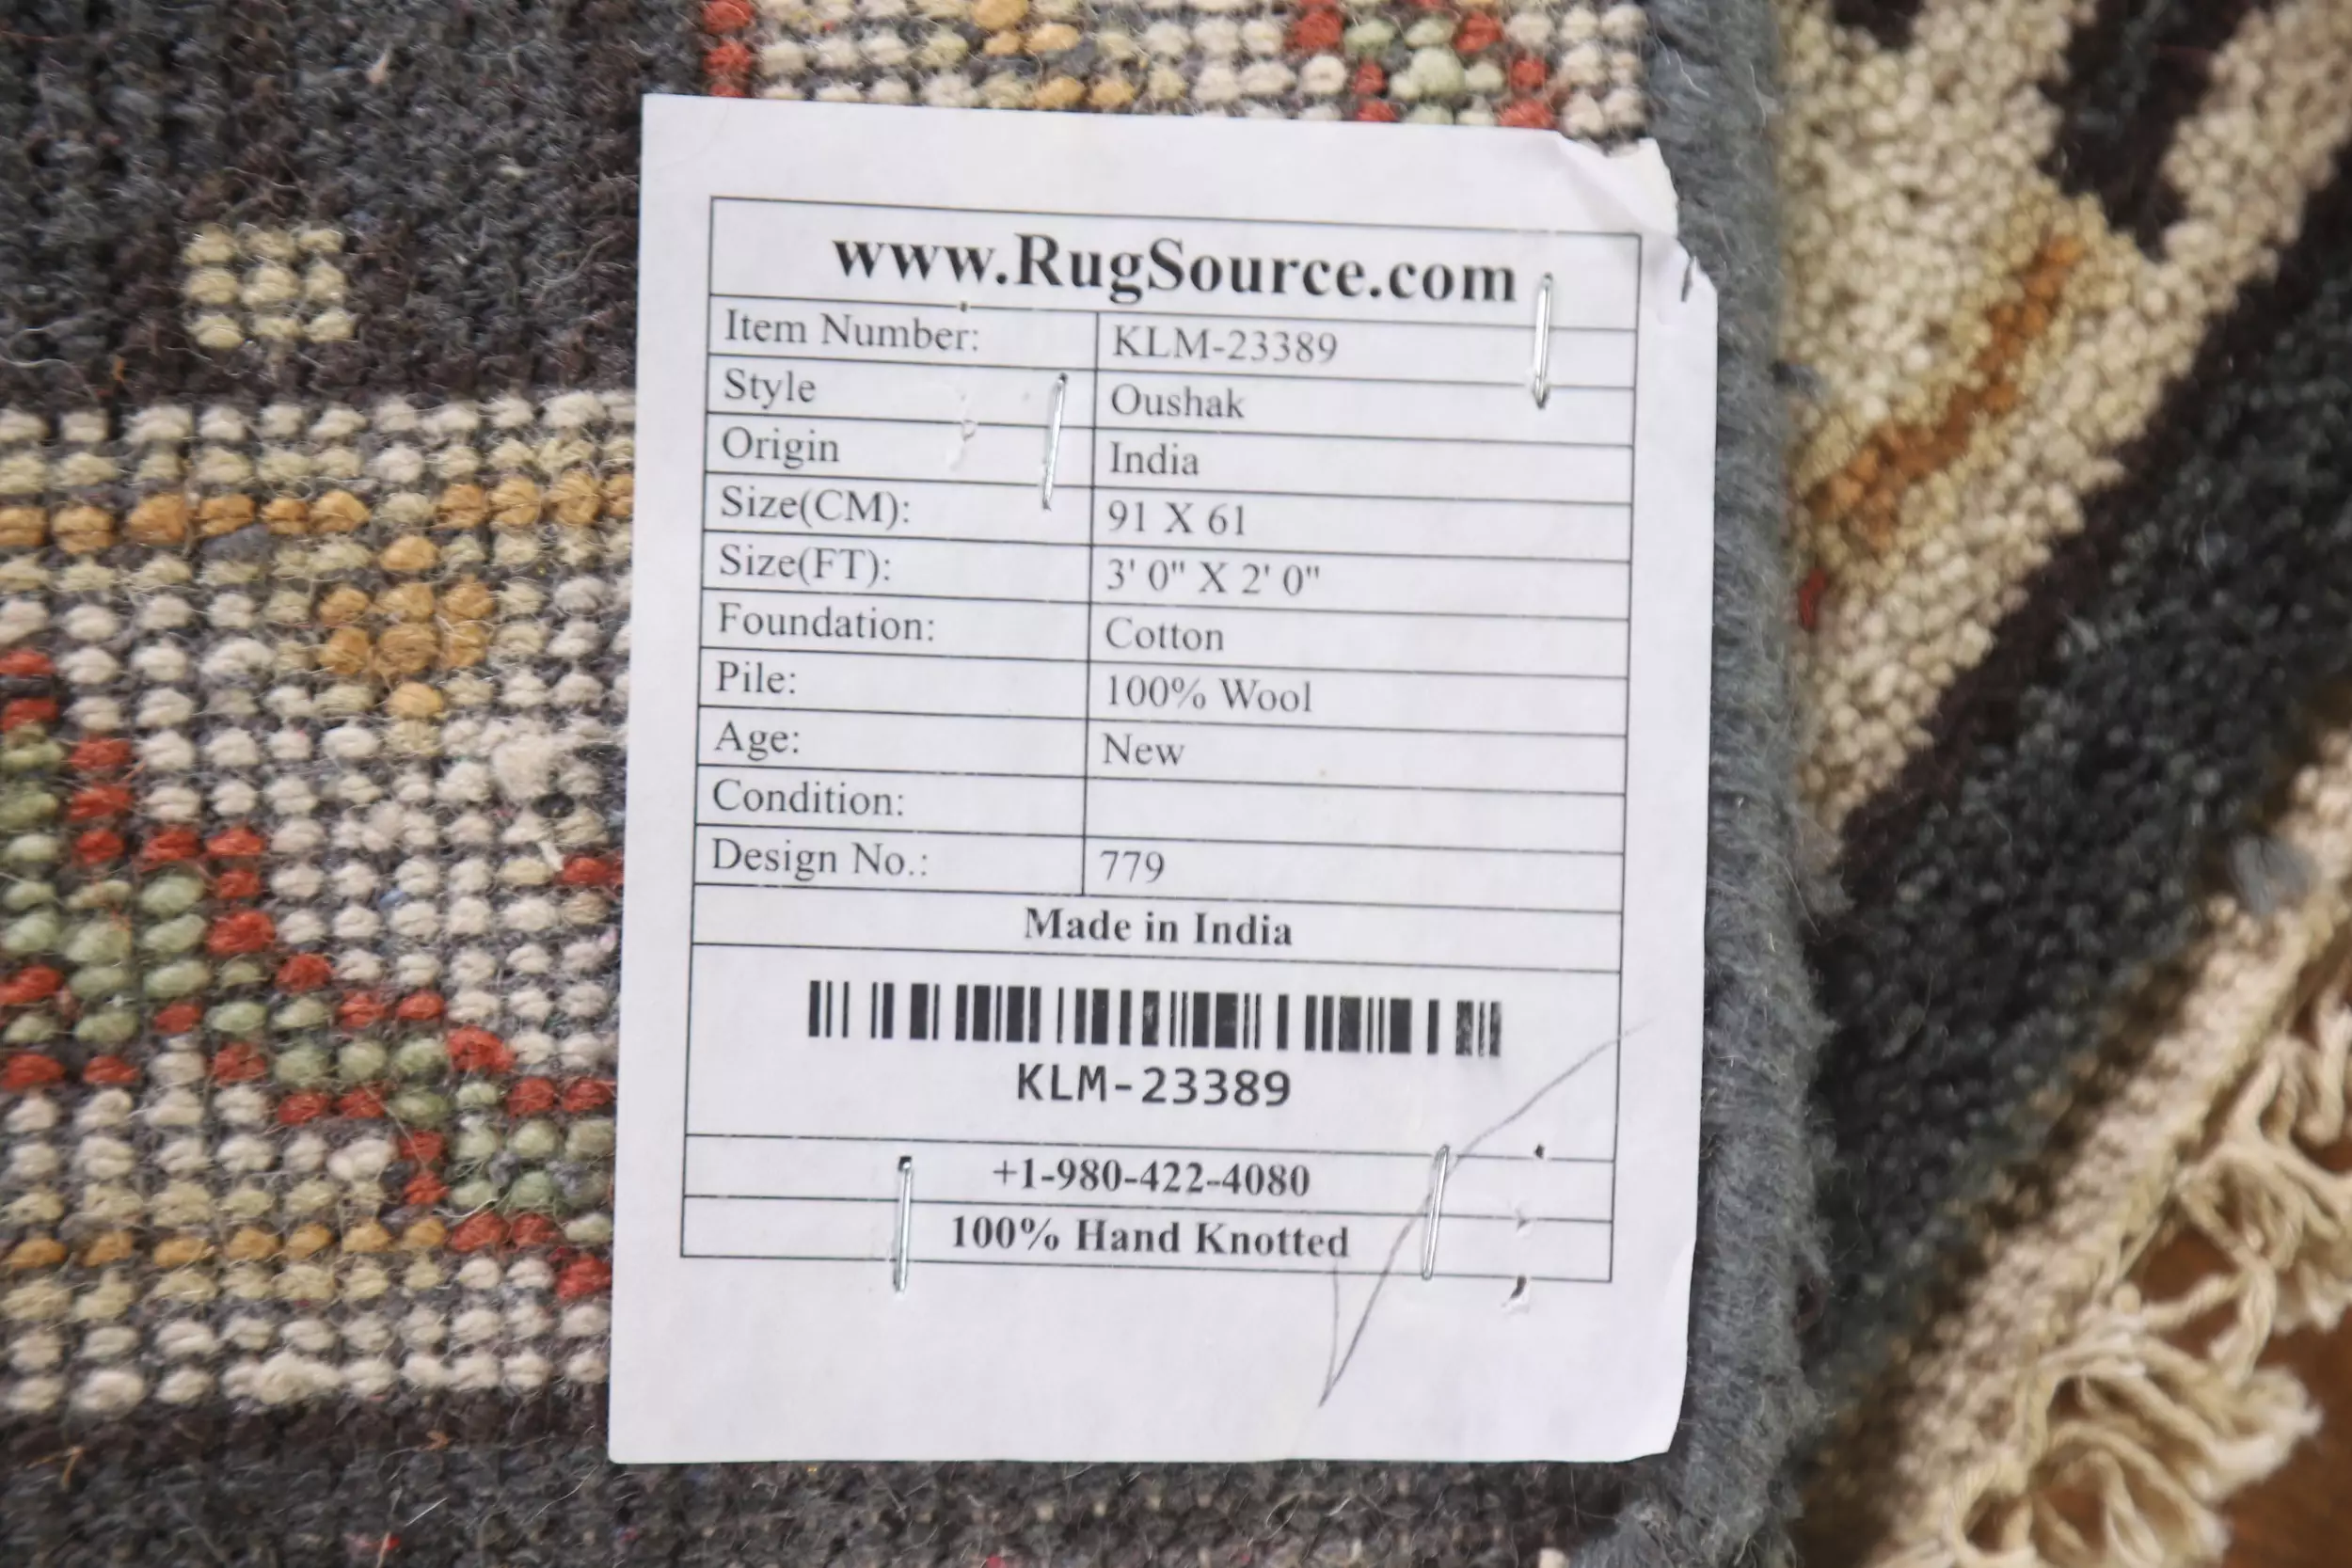 www.RugSource.com
Item Number: KLM-23389
Style Oushak
Origin India
Size(CM): 91 X 61
Size(FT): 3' 0" X 2' 0"
Foundation: Cotton
Pile: 100% Wool
Age: New
Condition:
Design No.: 779
Made in India
KLM-23389
+1-980-422-4080
100% Hand Knotted